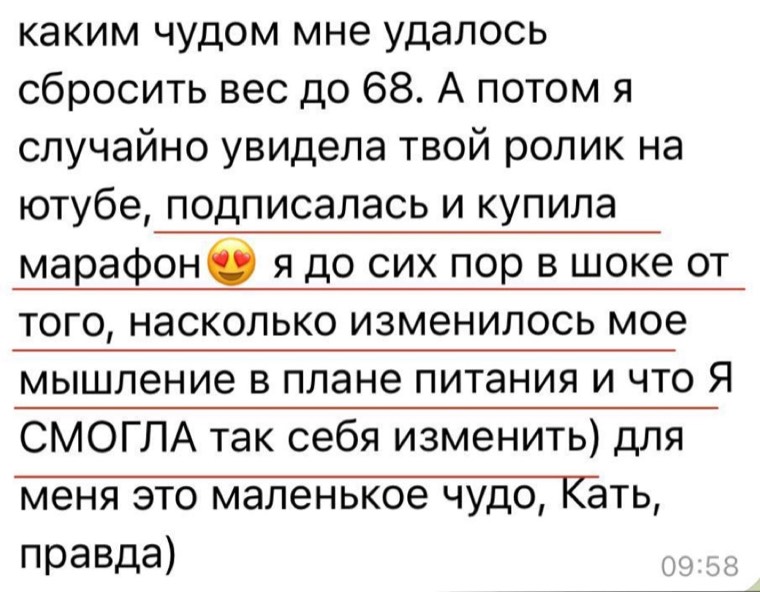 каким чудом мне удалось
сбросить вес до 68. А потом я
случайно увидела твой ролик на
ютубе, подписалась и купила
марафон😍 я до сих пор в шоке от
того, насколько изменилось мое
мышление в плане питания и что Я
СМОГЛА так себя изменить) для
меня это маленькое чудо, Кать,
правда)
09:58